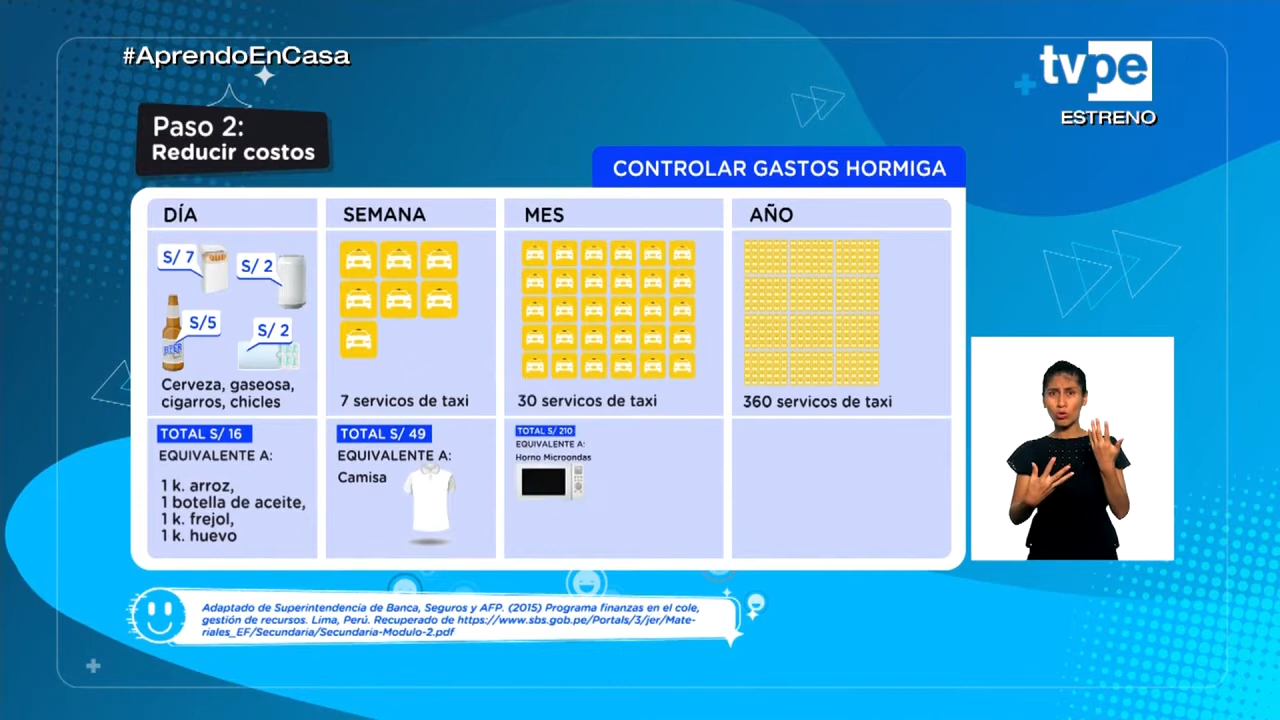 #AprendoEnCasa
tvpe
ESTRENO
Paso 2:
Reducir costos
CONTROLAR GASTOS HORMIGA
DÍA
SEMANA
MES
AÑO
S/ 7
S/ 2
S/5
S/ 2
Cerveza, gaseosa,
cigarros, chicles
7 servicos de taxi
30 servicos de taxi
360 servicos de taxi
TOTAL S/ 16
EQUIVALENTE A:
1 k. arroz,
1 botella de aceite,
1 k. frejol,
1 k. huevo
TOTAL S/ 49
EQUIVALENTE A:
Camisa
TOTAL S/ 210
EQUIVALENTE A:
Horno Microondas
Adaptado de Superintendencia de Banca, Seguros y AFP. (2015) Programa finanzas en el cole,
gestión de recursos. Lima, Perú. Recuperado de https://www.sbs.gob.pe/Portals/3/jer/Mate-
riales_EF/Secundaria/Secundaria-Modulo-2.pdf